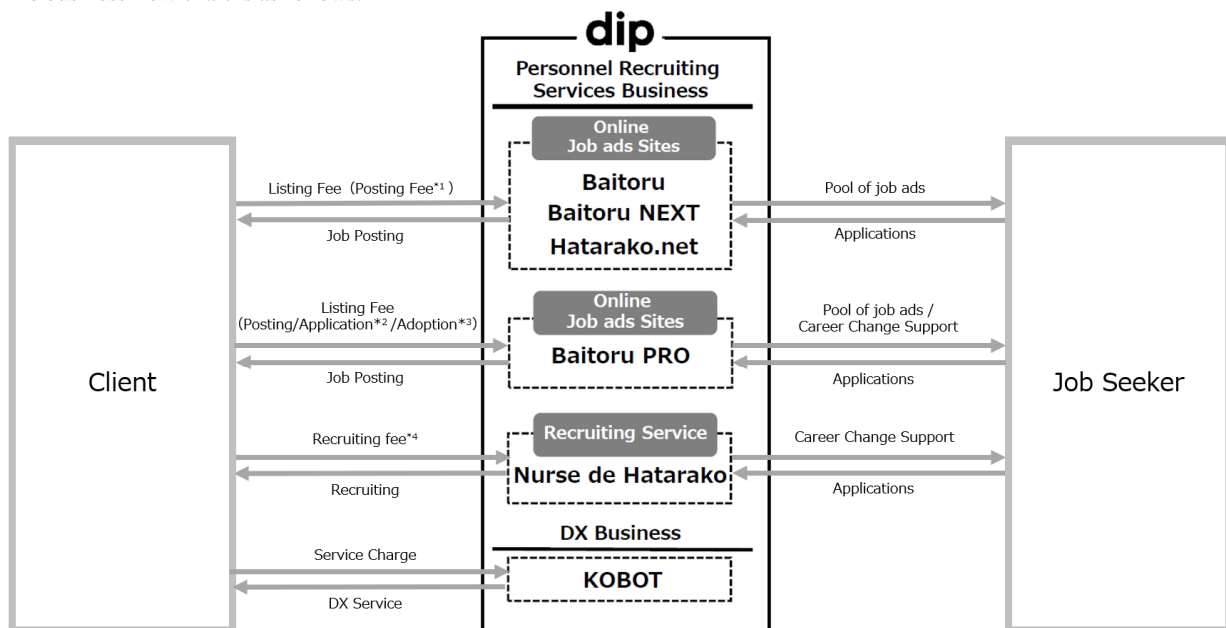 dip
Personnel Recruiting
Services Business
Online
Job ads Sites
Baitoru
Baitoru NEXT
Hatarako.net
Listing Fee (Posting Fee*1 )
Job Posting
Pool of job ads
Applications
Listing Fee
(Posting/Application*2 /Adoption*3)
Job Posting
Online
Job ads Sites
Baitoru PRO
Pool of job ads /
Career Change Support
Applications
Client
Job Seeker
Recruiting fee*4
Recruiting
Recruiting Service
Nurse de Hatarako
Career Change Support
Applications
DX Business
Service Charge
DX Service
KOBOT